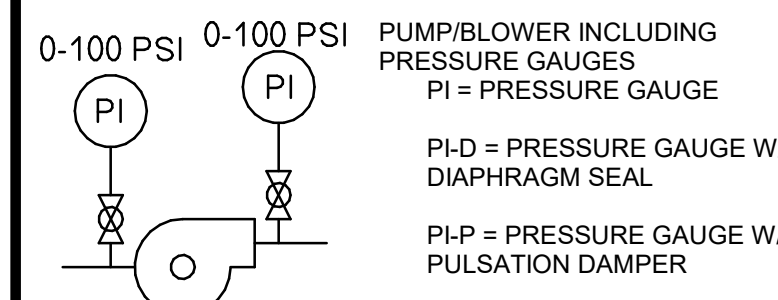 0-100 PSI
0-100 PSI
PI
PI
PUMP/BLOWER INCLUDING
PRESSURE GAUGES
PI = PRESSURE GAUGE
PI-D = PRESSURE GAUGE W
DIAPHRAGM SEAL
PI-P = PRESSURE GAUGE W/
PULSATION DAMPER